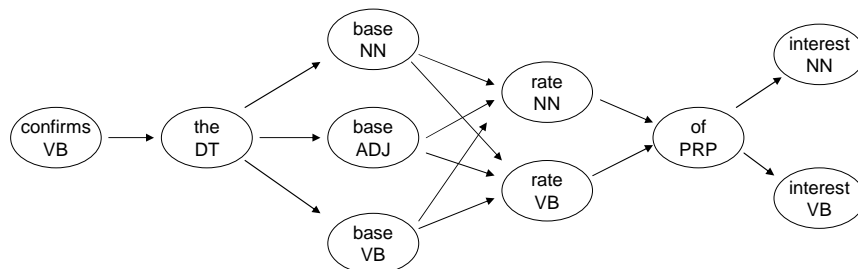 confirms
VB
the
DT
base
NN
base
ADJ
base
VB
rate
NN
rate
VB
of
PRP
interest
NN
interest
VB